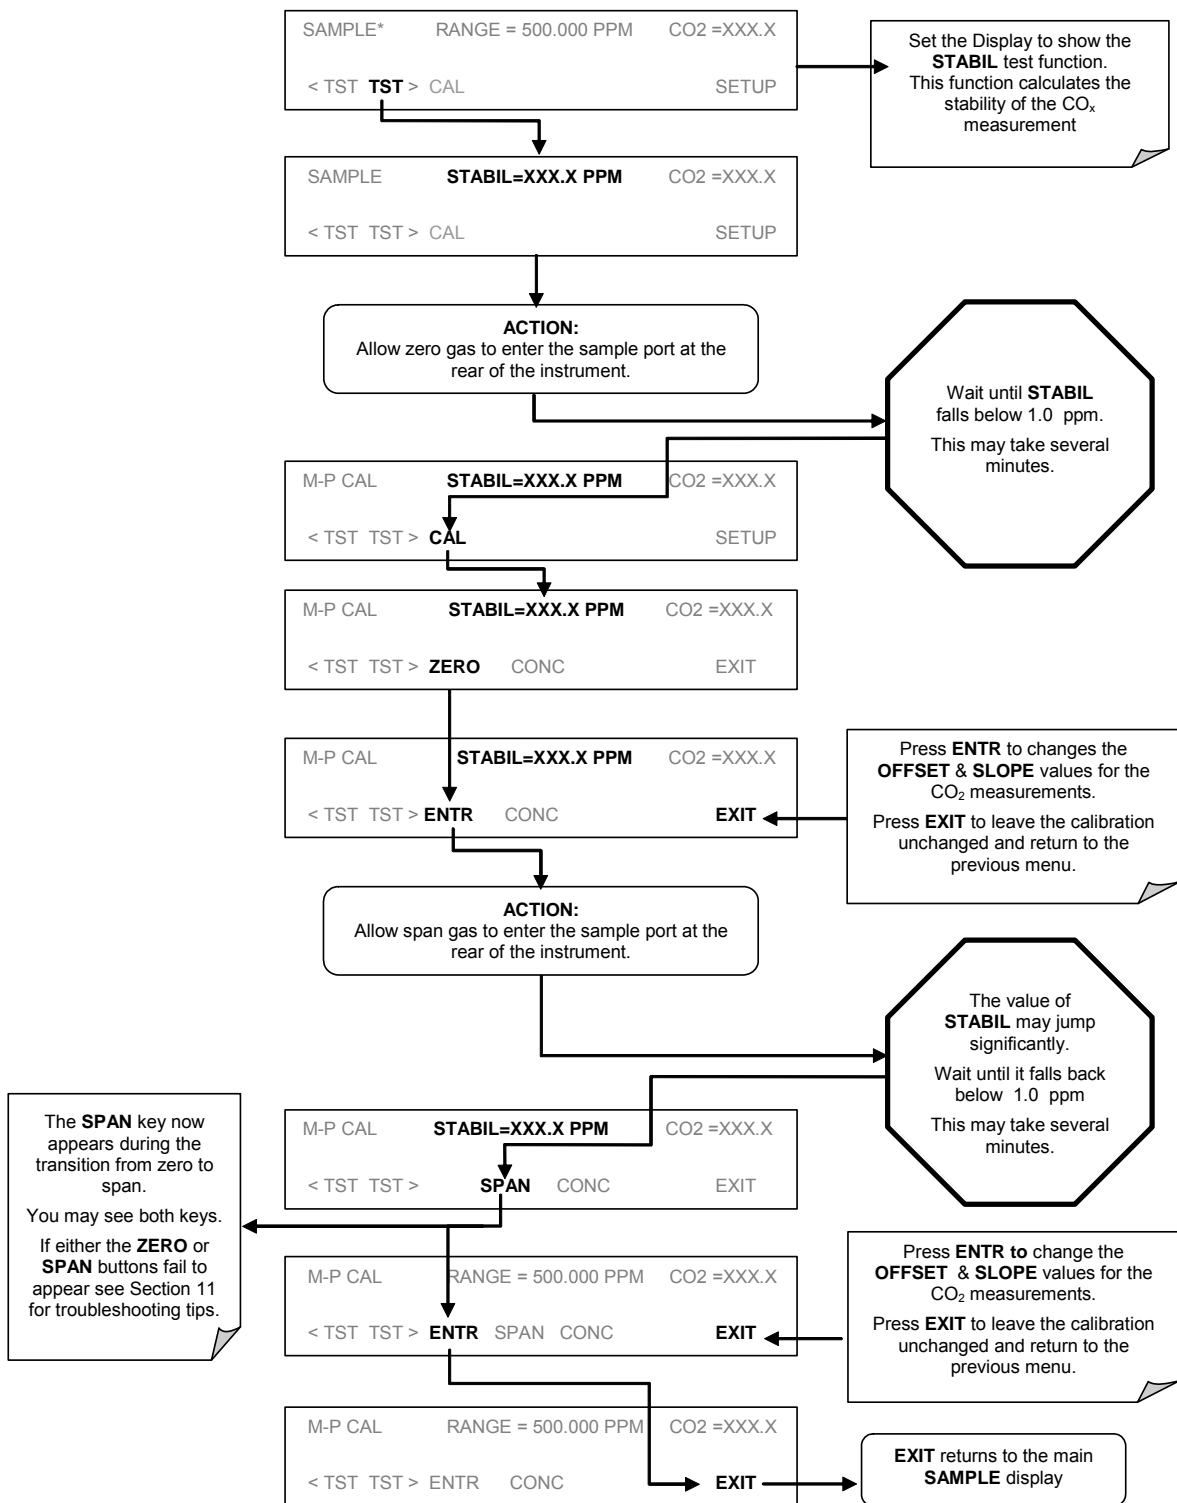 SAMPLE* RANGE = 500.000 PPM CO2 =XXX.X
< TST TST > CAL SETUP
Set the Display to show the
STABIL test function.
This function calculates the
stability of the COx
measurement
SAMPLE STABIL=XXX.X PPM CO2 =XXX.X
< TST TST > CAL SETUP
ACTION:
Allow zero gas to enter the sample port at the
rear of the instrument.
Wait until STABIL
falls below 1.0 ppm.
This may take several
minutes.
M-P CAL STABIL=XXX.X PPM CO2 =XXX.X
< TST TST > CAL SETUP
M-P CAL STABIL=XXX.X PPM CO2 =XXX.X
< TST TST > ZERO CONC EXIT
M-P CAL STABIL=XXX.X PPM CO2 =XXX.X
< TST TST > ENTR CONC EXIT
Press ENTR to changes the
OFFSET & SLOPE values for the
CO2 measurements.
Press EXIT to leave the calibration
unchanged and return to the
previous menu.
ACTION:
Allow span gas to enter the sample port at the
rear of the instrument.
The value of
STABIL may jump
significantly.
Wait until it falls back
below 1.0 ppm
This may take several
minutes.
The SPAN key now
appears during the
transition from zero to
span.
You may see both keys.
If either the ZERO or
SPAN buttons fail to
appear see Section 11
for troubleshooting tips.
M-P CAL STABIL=XXX.X PPM CO2 =XXX.X
< TST TST > SPAN CONC EXIT
M-P CAL RANGE = 500.000 PPM CO2 =XXX.X
< TST TST > ENTR SPAN CONC EXIT
Press ENTR to change the
OFFSET & SLOPE values for the
CO2 measurements.
Press EXIT to leave the calibration
unchanged and return to the
previous menu.
M-P CAL RANGE = 500.000 PPM CO2 =XXX.X
< TST TST > ENTR CONC EXIT
EXIT returns to the main
SAMPLE display